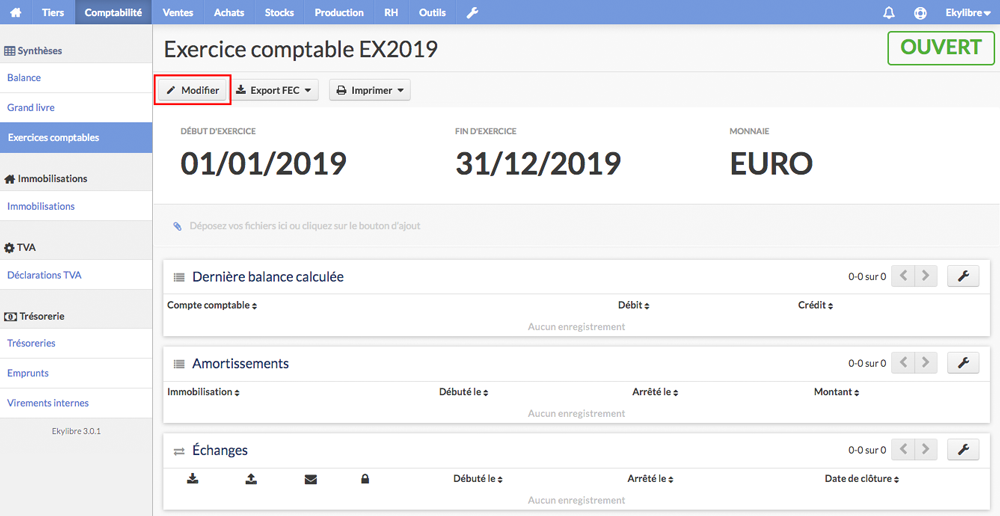 Tiers Comptabilité Ventes Achats Stocks Production RH Outils Ekylibre
Synthèses
Balance
Grand livre
Exercices comptables
Immobilisations
Immobilisations
TVA
Déclarations TVA
Trésorerie
Trésoreries
Emprunts
Virements internes
Ekylibre 3.0.1
Exercice comptable EX2019
OUVERT
Modifier Export FEC Imprimer
DÉBUT D'EXERCICE FIN D'EXERCICE MONNAIE
01/01/2019 31/12/2019 EURO
Déposez vos fichiers ici ou cliquez sur le bouton d'ajout
Dernière balance calculée 0-0 sur 0
Compte comptable Débit Crédit
Aucun enregistrement
Amortissements 0-0 sur 0
Immobilisation Débuté le Arrêté le Montant
Aucun enregistrement
Échanges 0-0 sur 0
Débuté le Arrêté le Date de clôture
Aucun enregistrement